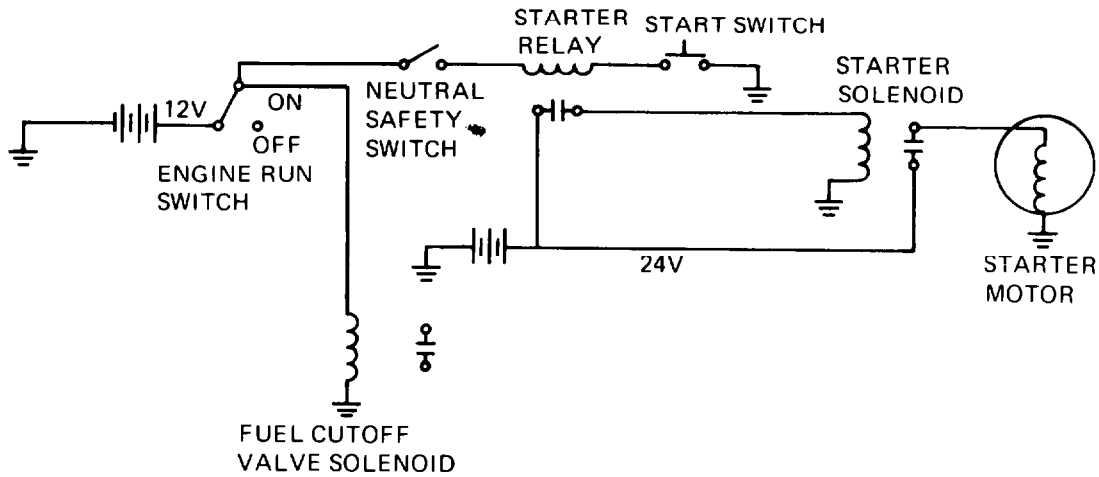 STARTER
RELAY
START SWITCH
STARTER
SOLENOID
12V
ON
OFF
ENGINE RUN
SWITCH
NEUTRAL
SAFETY
SWITCH
24V
STARTER
MOTOR
FUEL CUTOFF
VALVE SOLENOID